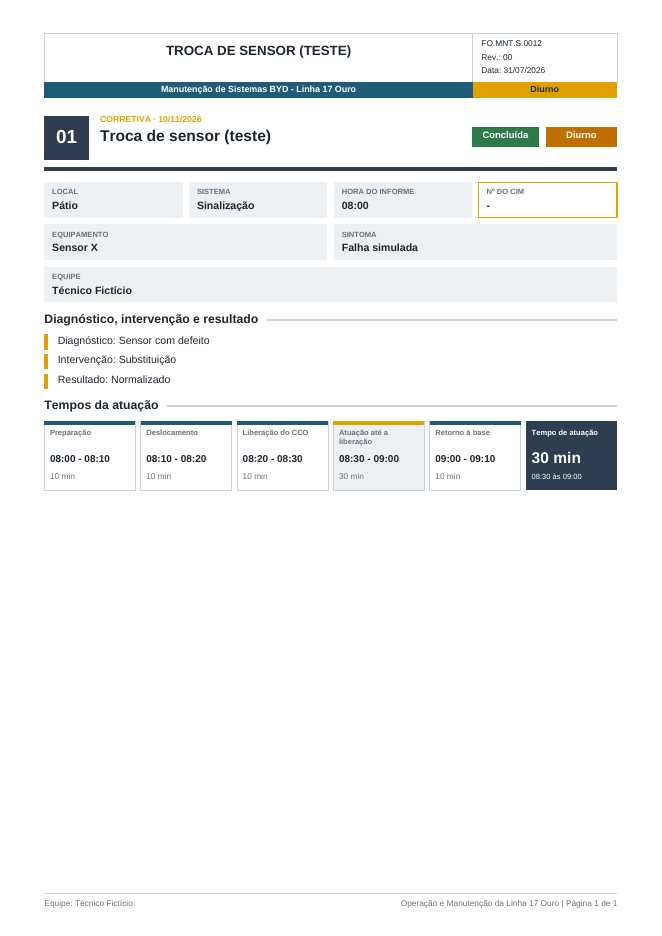 TROCA DE SENSOR (TESTE)
FO.MNT.S.0012
Rev.: 00
Data: 31/07/2026
Manutenção de Sistemas BYD - Linha 17 Ouro
Diurno
01
CORRETIVA · 10/11/2026
Troca de sensor (teste)
Concluída
Diurno
LOCAL
Pátio
SISTEMA
Sinalização
HORA DO INFORME
08:00
Nº DO CIM
-
EQUIPAMENTO
Sensor X
SINTOMA
Falha simulada
EQUIPE
Técnico Fictício
Diagnóstico, intervenção e resultado
Diagnóstico: Sensor com defeito
Intervenção: Substituição
Resultado: Normalizado
Tempos da atuação
Preparação
08:00 - 08:10
10 min
Deslocamento
08:10 - 08:20
10 min
Liberação do CCO
08:20 - 08:30
10 min
Atuação até a
liberação
08:30 - 09:00
30 min
Retorno à base
09:00 - 09:10
10 min
Tempo de atuação
30 min
08:30 às 09:00
Equipe: Técnico Fictício
Operação e Manutenção da Linha 17 Ouro | Página 1 de 1